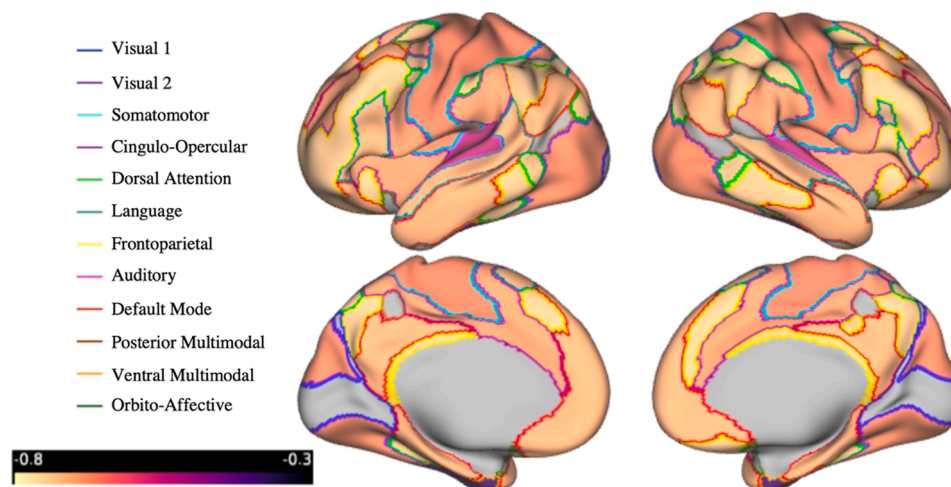 Visual 1
Visual 2
Somatomotor
Cingulo-Opercular
Dorsal Attention
Language
Frontoparietal
Auditory
Default Mode
Posterior Multimodal
Ventral Multimodal
Orbito-Affective
-0.8 -0.3